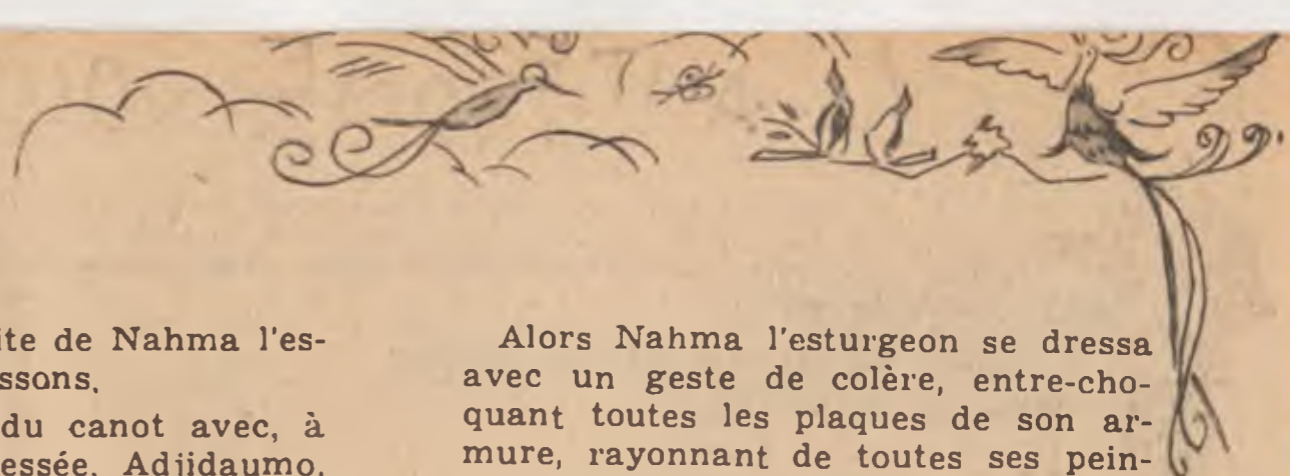 ite de Nahma l'es-
ssons.
du canot avec, à
essée, Adjidaumo,
Alors Nahma l'esturgeon se dressa
avec un geste de colère, entre-cho-
quant toutes les plaques de son ar-
mure, rayonnant de toutes ses pein-